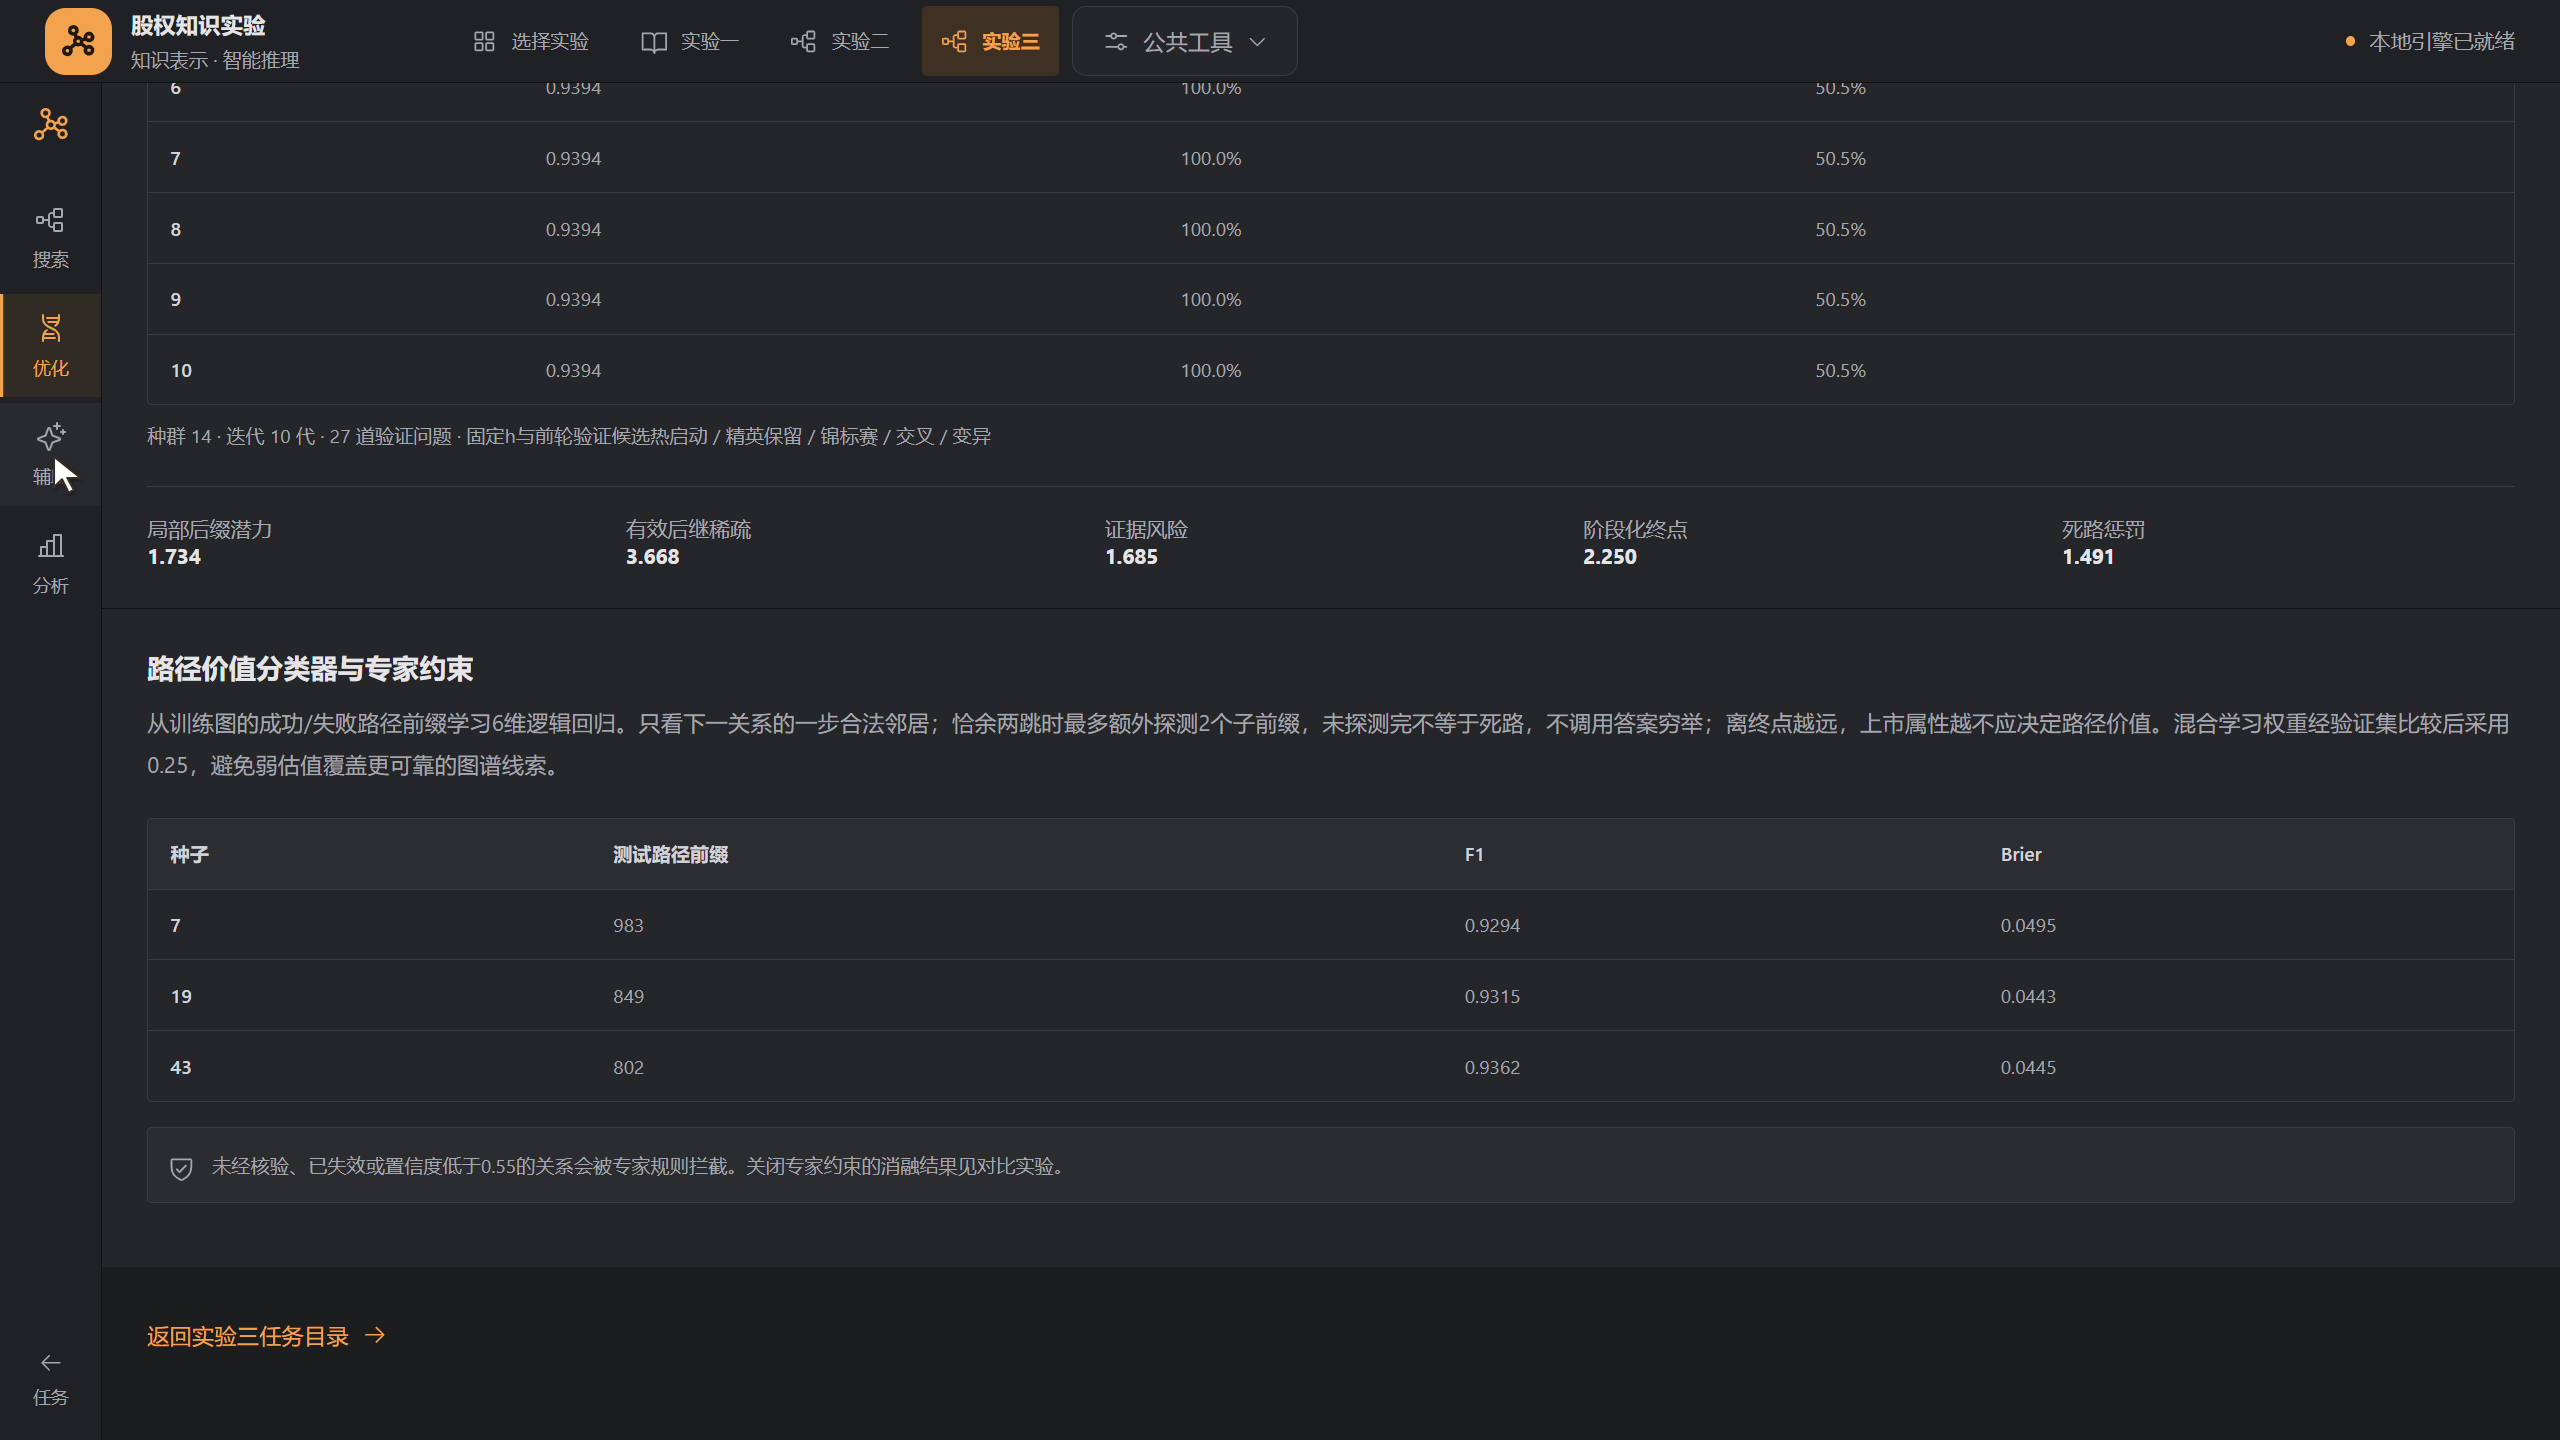 股权知识实验
知识表示 · 智能推理
选择实验
实验一
实验二
实验三
公共工具
本地引擎已就绪
搜索
优化
辅
分析
任务
6 0.9394 100.0% 50.5%
7 0.9394 100.0% 50.5%
8 0.9394 100.0% 50.5%
9 0.9394 100.0% 50.5%
10 0.9394 100.0% 50.5%
种群 14 · 迭代 10 代 · 27 道验证问题 · 固定h与前轮验证候选热启动 / 精英保留 / 锦标赛 / 交叉 / 变异
局部后缀潜力 有效后继稀疏 证据风险 阶段化终点 死路惩罚
1.734 3.668 1.685 2.250 1.491
路径价值分类器与专家约束
从训练图的成功/失败路径前缀学习6维逻辑回归。只看下一关系的一步合法邻居；恰余两跳时最多额外探测2个子前缀，未探测完不等于死路，不调用答案穷举；离终点越远，上市属性越不应决定路径价值。混合学习权重经验证集比较后采用
0.25，避免弱估值覆盖更可靠的图谱线索。
种子 测试路径前缀 F1 Brier
7 983 0.9294 0.0495
19 849 0.9315 0.0443
43 802 0.9362 0.0445
未经核验、已失效或置信度低于0.55的关系会被专家规则拦截。关闭专家约束的消融结果见对比实验。
返回实验三任务目录